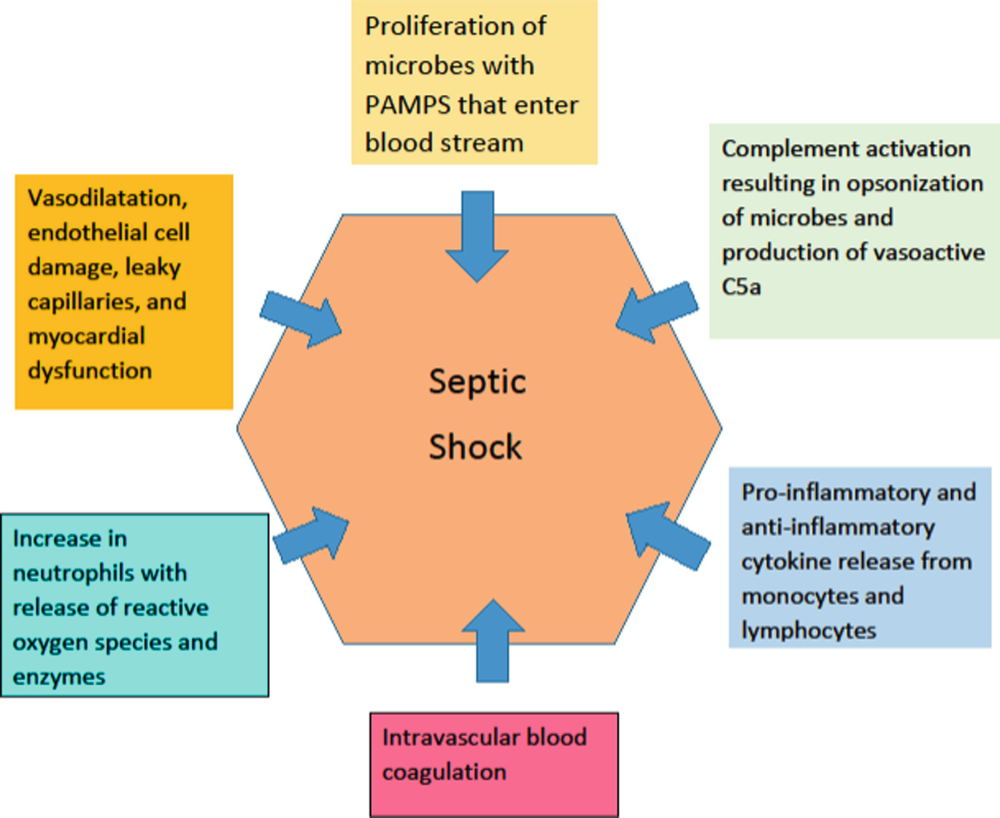 Proliferation of
microbes with
PAMPS that enter
blood stream
Complement activation
resulting in opsonization
of microbes and
production of vasoactive
C5a
Vasodilatation,
endothelial cell
damage, leaky
capillaries, and
myocardial
dysfunction
Septic
Shock
Pro-inflammatory and
anti-inflammatory
cytokine release from
monocytes and
lymphocytes
Increase in
neutrophils with
release of reactive
oxygen species and
enzymes
Intravascular blood
coagulation